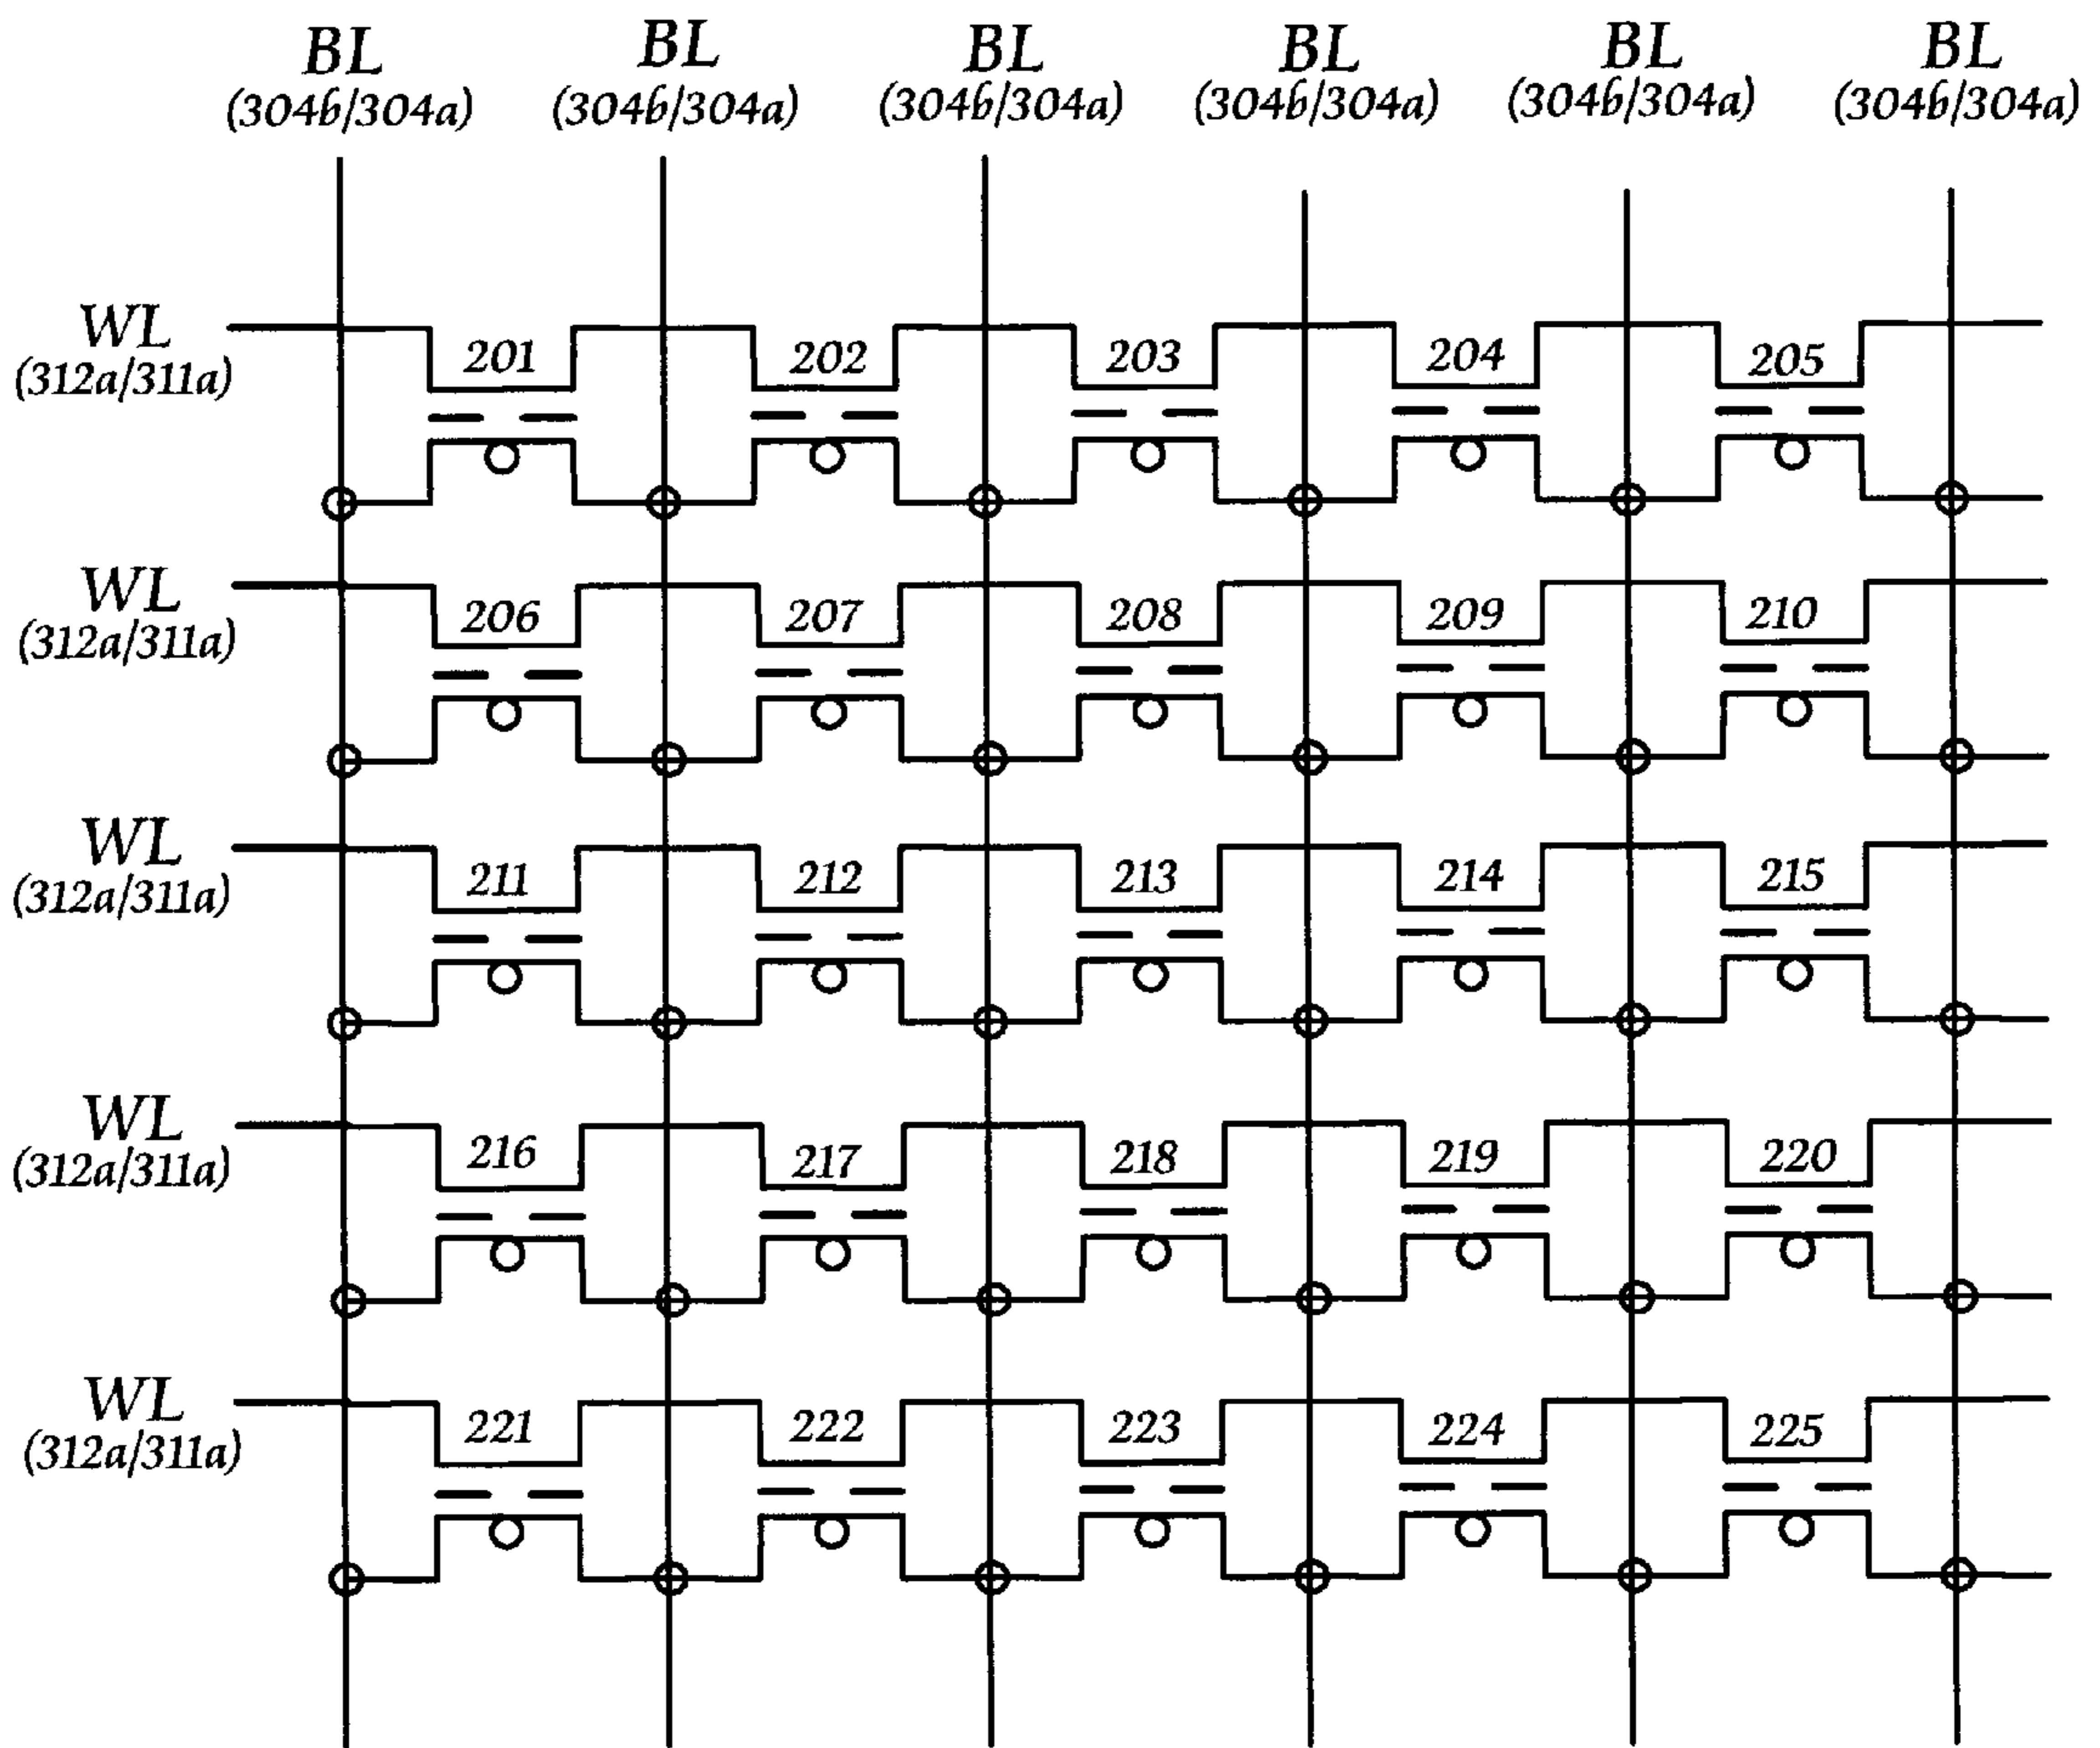 BL BL BL BL BL BL
(304b/304a) (304b/304a) (304b/304a) (304b/304a) (304b/304a) (304b/304a)
WL
(312a/311a)
201 202 203 204 205
WL
(312a/311a)
206 207 208 209 210
WL
(312a/311a)
211 212 213 214 215
WL
(312a/311a)
216 217 218 219 220
WL
(312a/311a)
221 222 223 224 225